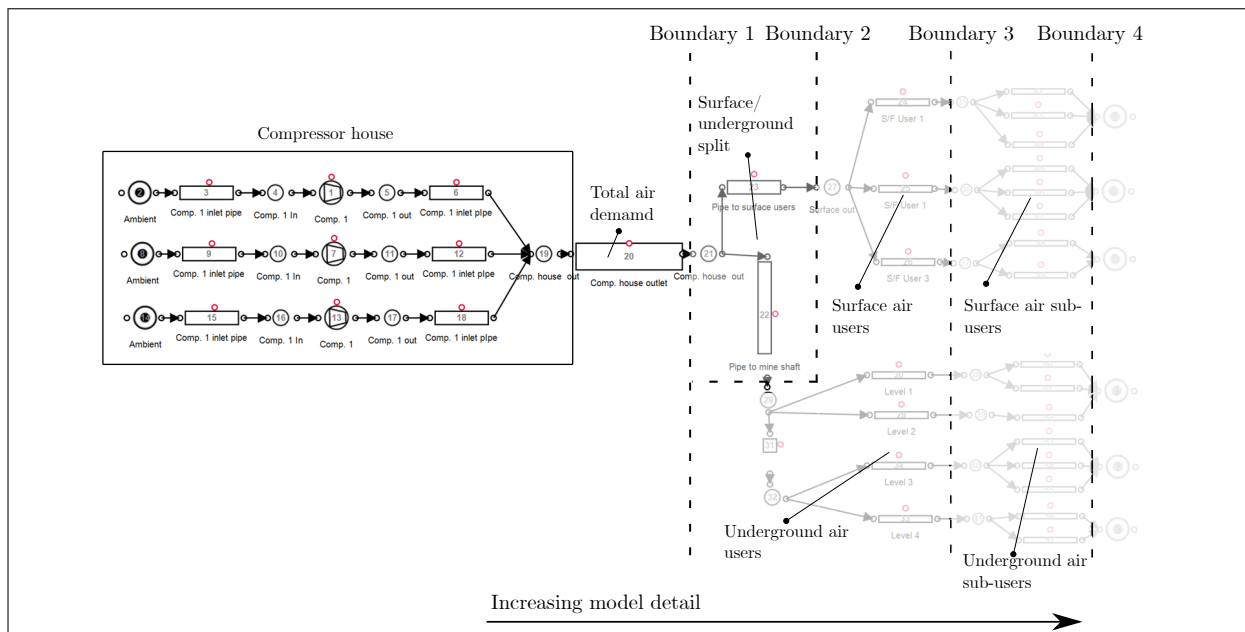 Boundary 1 Boundary 2 Boundary 3 Boundary 4
Surface/
underground
split
Compressor house
2 3 4 1 5 6
Ambient Comp. 1 inlet pipe Comp. 1 In Comp. 1 Comp. 1 out Comp. 1 inlet pIpe
8 9 10 7 11 12
Ambient Comp. 1 inlet pipe Comp. 1 In Comp. 1 Comp. 1 out Comp. 1 inlet pIpe
15 16 13 17 18
Ambient Comp. 1 inlet pipe Comp. 1 In Comp. 1 Comp. 1 out Comp. 1 inlet pIpe
Total air
demamd
19 20 21
Comp. house out Comp. house outlet Comp. house out
23 27
Pipe to surface users Surface out
22
Pipe to mine shaft
24
S/F User 1
25
S/F User 1
26
S/F User 3
Surface air
users
Surface air sub-
users
29
30
Level 1
28
Level 2
31
34
Level 3
32
33
Level 4
Underground air
users
Underground air
sub-users
Increasing model detail